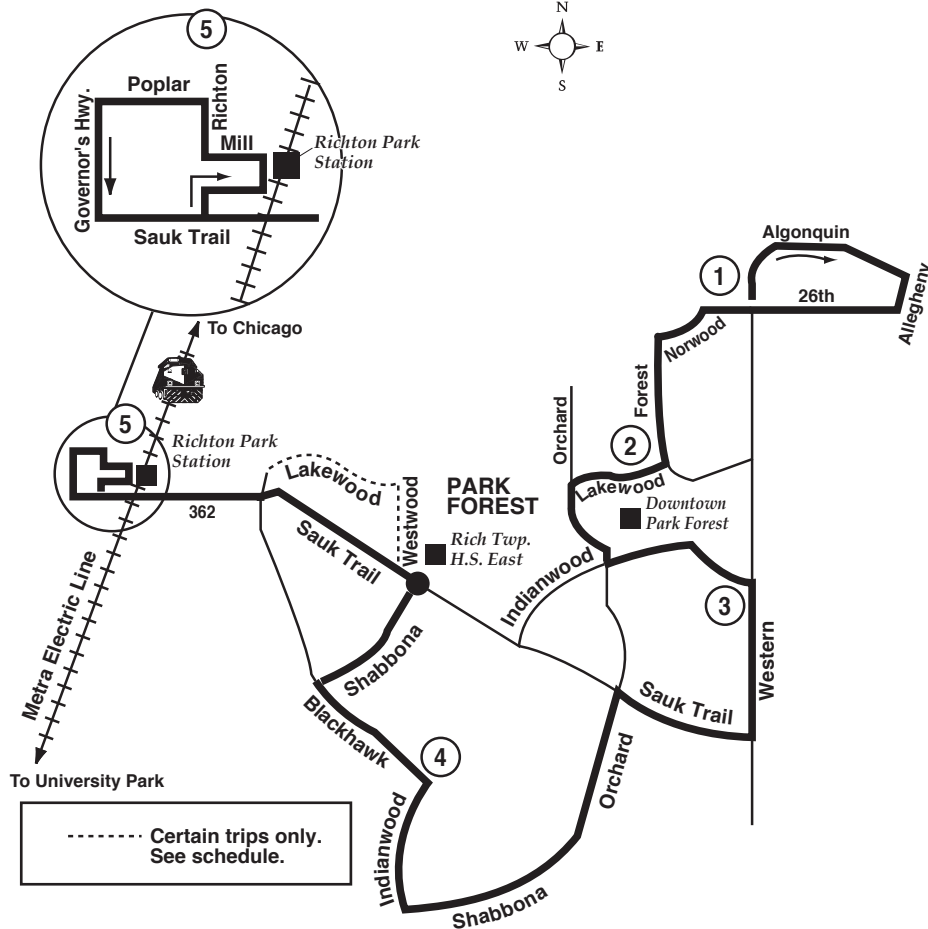 5
N
W
E
S
Poplar
Governor's Hwy.
Richton
Mill
Richton Park
Station
Sauk Trail
Algonquin
1
26th
Allegheny
Norwood
To Chicago
Forest
5
Orchard
2
Richton Park
Station
Lakewood
Lakewood
Westwood
PARK
FOREST
Downtown
Park Forest
362
Sauk Trail
Rich Twp.
H.S. East
Indianwood
3
Metra Electric Line
Shabbona
Western
Sauk Trail
Blackhawk
4
Orchard
To University Park
Indianwood
Certain trips only.
See schedule.
Shabbona